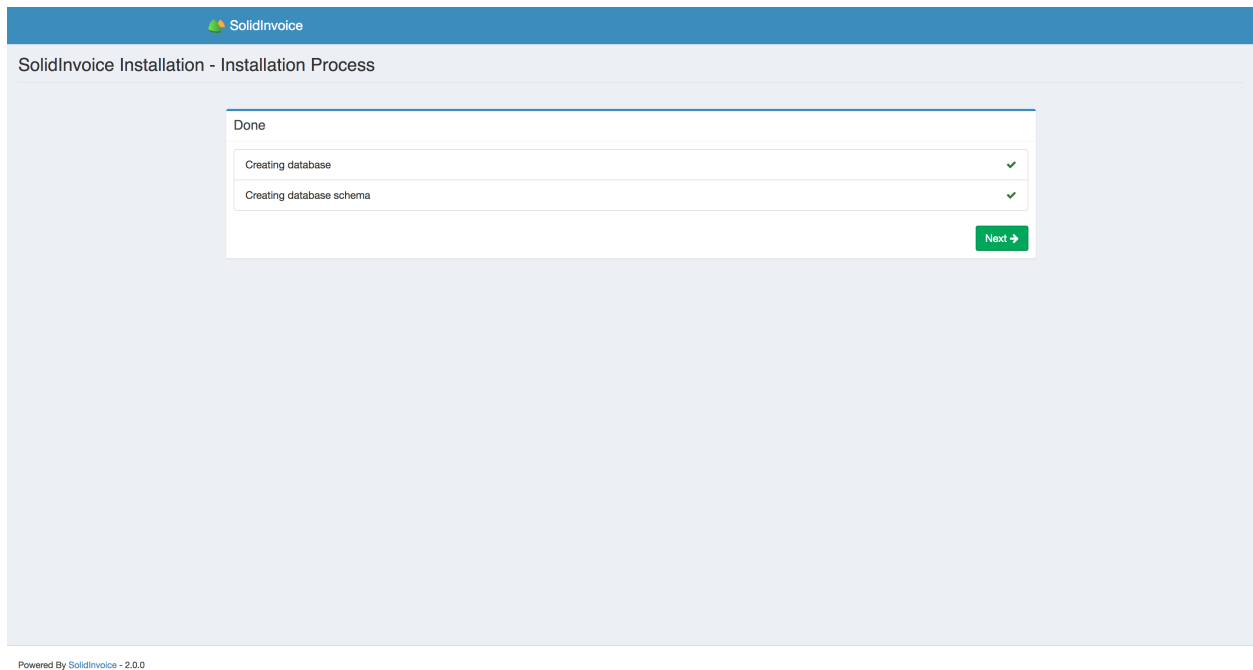 SolidInvoice
SolidInvoice Installation - Installation Process
Done
Creating database
Creating database schema
Next
Powered By SolidInvoice - 2.0.0